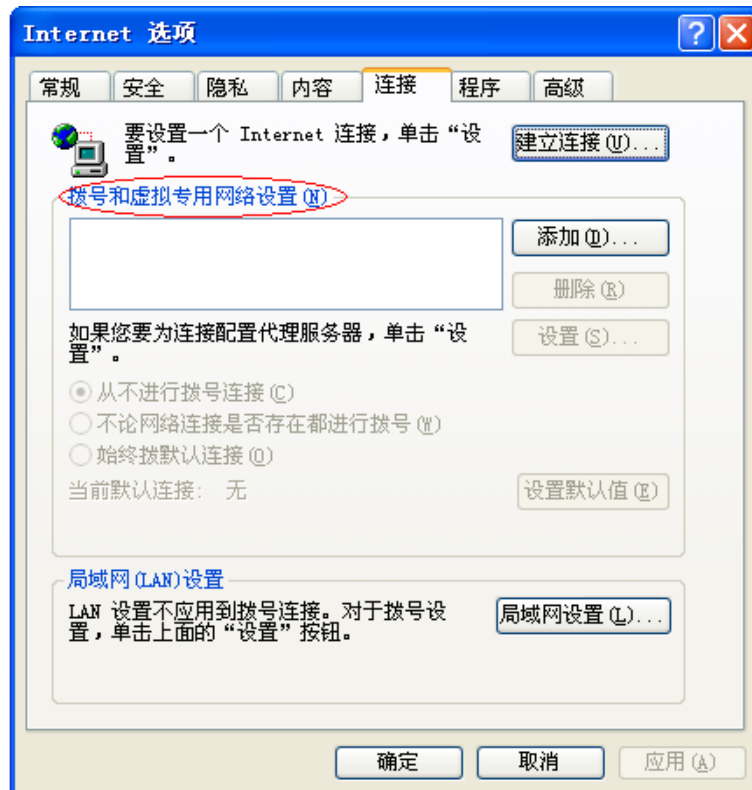 Internet 选项
常规 安全 隐私 内容 连接 程序 高级
要设置一个 Internet 连接，单击“设
置”。
建立连接(U)...
拨号和虚拟专用网络设置(N)
添加(D)...
删除(R)
如果您要为连接配置代理服务器，单击“设
置”。
设置(S)...
从不进行拨号连接(C)
不论网络连接是否存在都进行拨号(W)
始终拨默认连接(O)
当前默认连接： 无
设置默认值(E)
局域网(LAN)设置
LAN 设置不应用到拨号连接。对于拨号设
置，单击上面的“设置”按钮。
局域网设置(L)...
确定 取消 应用(A)